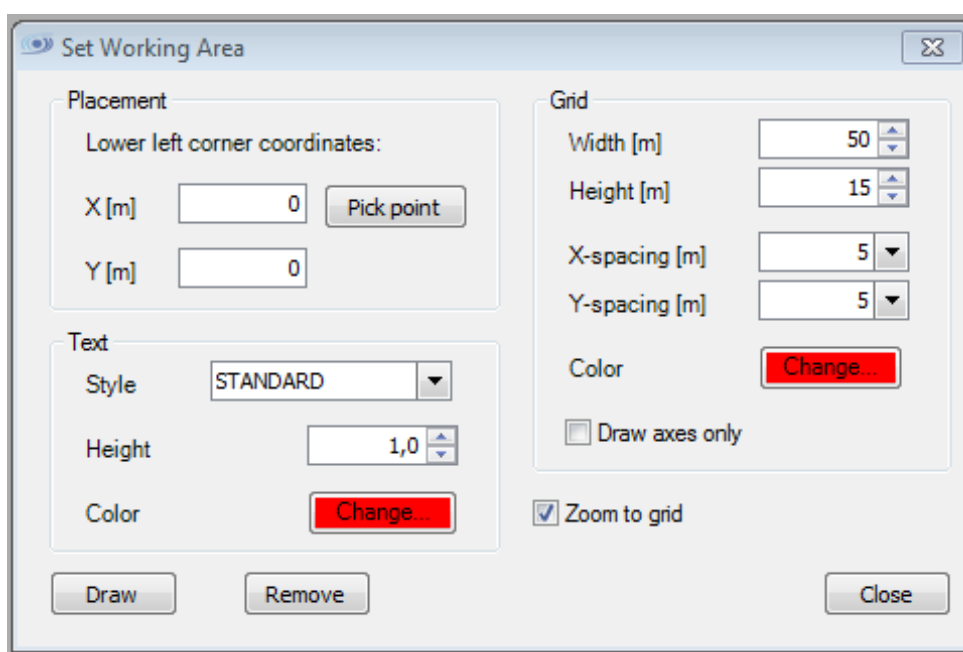 Set Working Area
Placement
Lower left corner coordinates:
X [m] 0 Pick point
Y [m] 0
Text
Style STANDARD
Height 1,0
Color Change...
Grid
Width [m] 50
Height [m] 15
X-spacing [m] 5
Y-spacing [m] 5
Color Change...
Draw axes only
Zoom to grid
Draw Remove Close